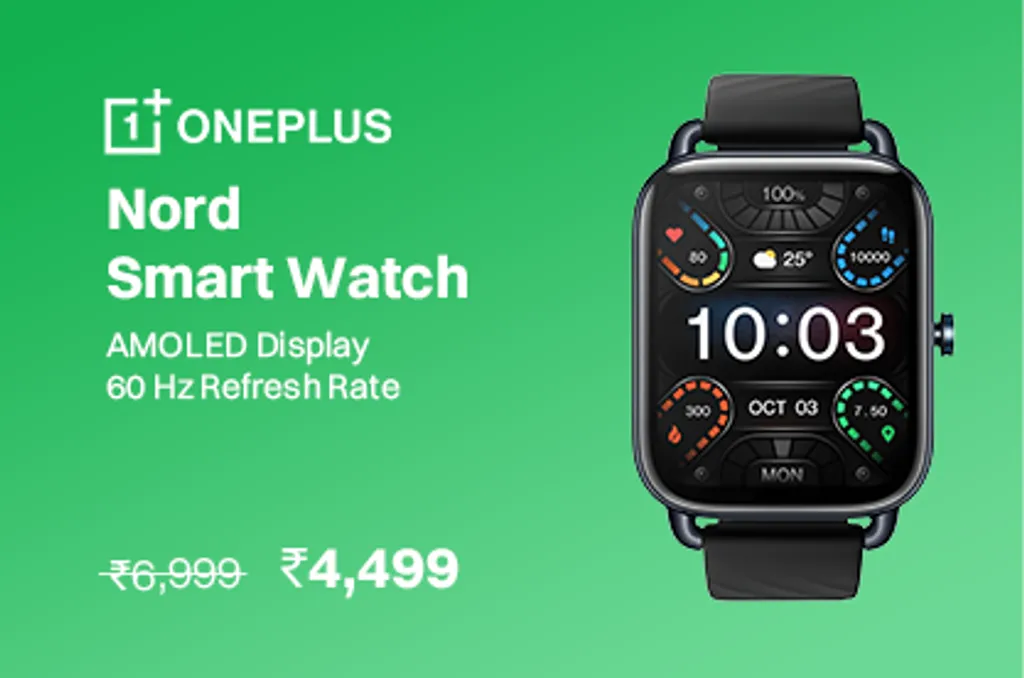 1+ ONEPLUS
Nord
Smart Watch
AMOLED Display
60 Hz Refresh Rate
₹6,999 ₹4,499
100%
80
25°
10000
10:03
300
OCT 03
7.50
MON